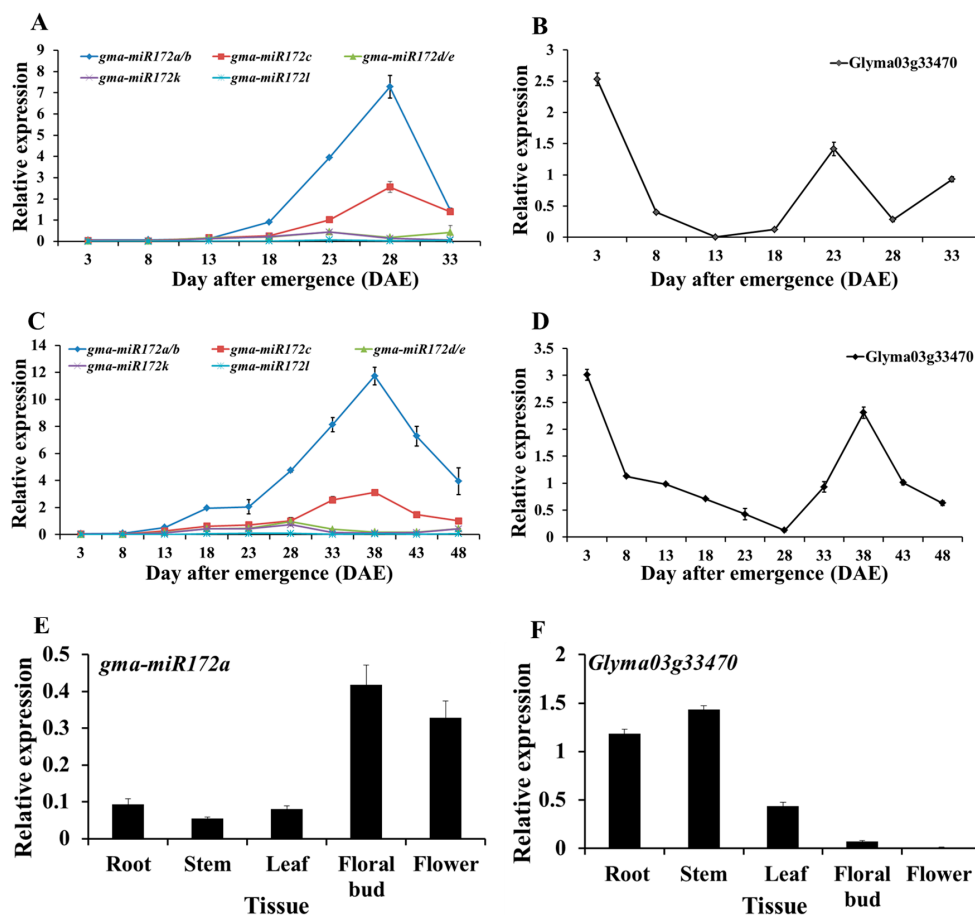 A
gma-miR172a/b gma-miR172c gma-miR172d/e
gma-miR172k gma-miR172l
Relative expression
9
8
7
6
5
4
3
2
1
0
3 8 13 18 23 28 33
Day after emergence (DAE)
B
Glyma03g33470
Relative expression
3
2.5
2
1.5
1
0.5
0
3 8 13 18 23 28 33
Day after emergence (DAE)
C
gma-miR172a/b gma-miR172c gma-miR172d/e
gma-miR172k gma-miR172l
Relative expression
14
12
10
8
6
4
2
0
3 8 13 18 23 28 33 38 43 48
Day after emergence (DAE)
D
Glyma03g33470
Relative expression
3.5
3
2.5
2
1.5
1
0.5
0
3 8 13 18 23 28 33 38 43 48
Day after emergence (DAE)
E
gma-miR172a
Relative expression
0.5
0.4
0.3
0.2
0.1
0
Root Stem Leaf Floral Flower
bud
Tissue
F
Glyma03g33470
Relative expression
2
1.5
1
0.5
0
Root Stem Leaf Floral Flower
bud
Tissue